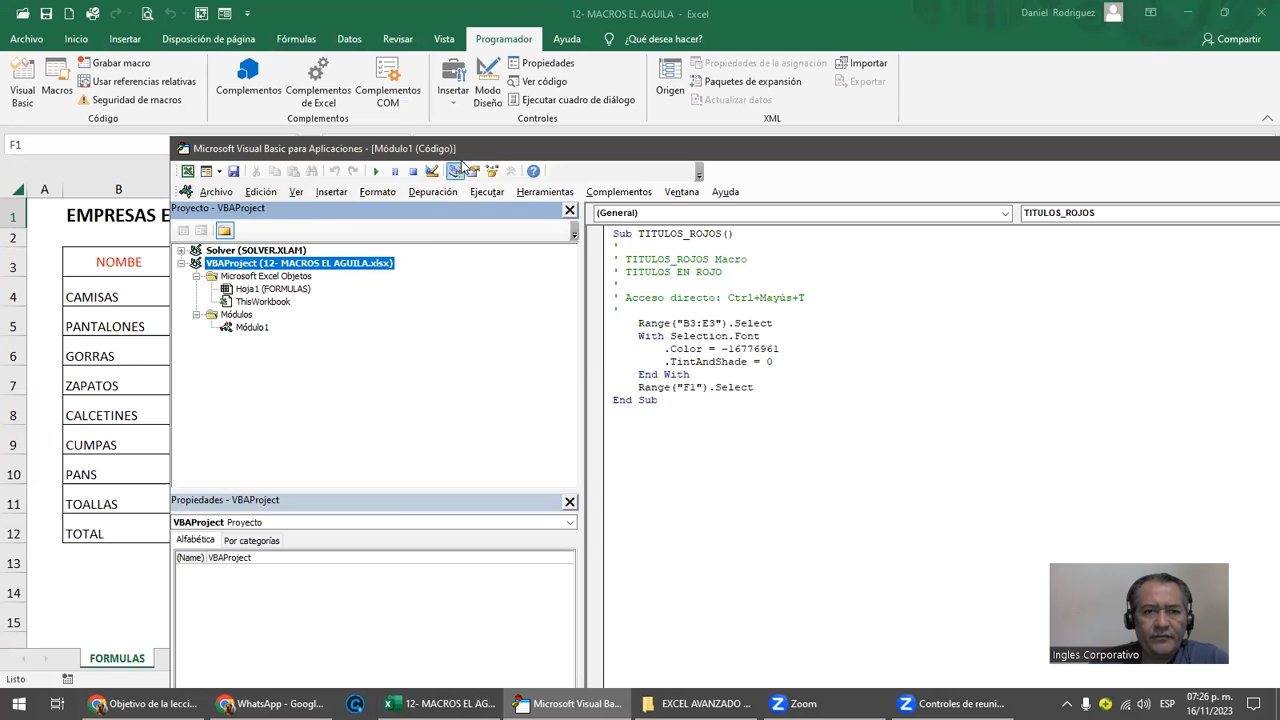 12- MACROS EL AGUILA - Excel
Daniel Rodriguez
Archivo Inicio Insertar Disposición de página Fórmulas Datos Revisar Vista Programador Ayuda ¿Qué desea hacer? Compartir
Visual Basic
Macros
Grabar macro
Usar referencias relativas
Seguridad de macros
Código
Complementos
Complementos de Excel
Complementos COM
Complementos
Insertar
Modo Diseño
Propiedades
Ver código
Ejecutar cuadro de diálogo
Controles
Origen
Propiedades de la asignación
Paquetes de expansión
Actualizar datos
Importar
Exportar
XML
F1
Microsoft Visual Basic para Aplicaciones - [Módulo1 (Código)]
Archivo Edición Ver Insertar Formato Depuración Ejecutar Herramientas Complementos Ventana Ayuda
A B
1 EMPRESAS E
2
3 NOMBE
4 CAMISAS
5 PANTALONES
6 GORRAS
7 ZAPATOS
8 CALCETINES
9 CUMPAS
10 PANS
11 TOALLAS
12 TOTAL
13
14
15
FORMULAS
Listo
Proyecto - VBAProject
Solver (SOLVER.XLAM)
VBAProject (12- MACROS EL AGUILA.xlsx)
Microsoft Excel Objetos
Hoja1 (FORMULAS)
ThisWorkbook
Módulos
Módulo1
Propiedades - VBAProject
VBAProject Proyecto
Alfabética Por categorías
(Name) VBAProject
(General) TITULOS_ROJOS
Sub TITULOS_ROJOS()
'
' TITULOS_ROJOS Macro
' TITULOS EN ROJO
'
' Acceso directo: Ctrl+Mayús+T
'
Range("B3:E3").Select
With Selection.Font
.Color = -16776961
.TintAndShade = 0
End With
Range("F1").Select
End Sub
Ingles Corporativo
Objetivo de la lecci...
WhatsApp - Googl...
12- MACROS EL AG...
Microsoft Visual Ba...
EXCEL AVANZADO ...
Zoom
Controles de reuni...
ESP
07:26 p. m.
16/11/2023